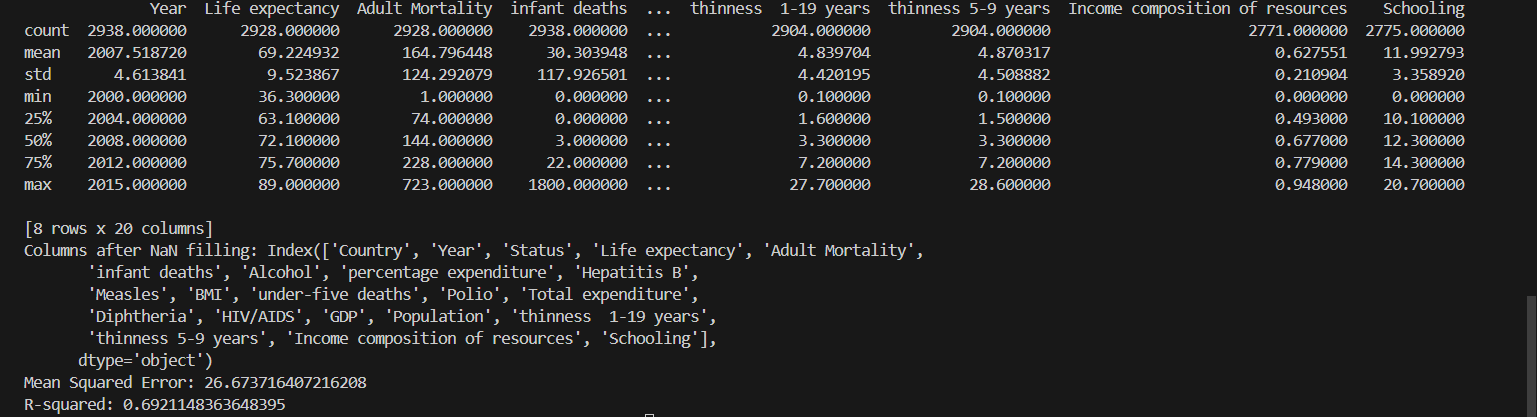 Year Life expectancy Adult Mortality infant deaths ... thinness  1-19 years thinness 5-9 years Income composition of resources Schooling
count 2938.000000 2928.000000 2928.000000 2938.000000 ... 2904.000000 2904.000000 2771.000000 2775.000000
mean 2007.518720 69.224932 164.796448 30.303948 ... 4.839704 4.870317 0.627551 11.992793
std 4.613841 9.523867 124.292079 117.926501 ... 4.420195 4.508882 0.210904 3.358920
min 2000.000000 36.300000 1.000000 0.000000 ... 0.100000 0.100000 0.000000 0.000000
25% 2004.000000 63.100000 74.000000 0.000000 ... 1.600000 1.500000 0.493000 10.100000
50% 2008.000000 72.100000 144.000000 3.000000 ... 3.300000 3.300000 0.677000 12.300000
75% 2012.000000 75.700000 228.000000 22.000000 ... 7.200000 7.200000 0.779000 14.300000
max 2015.000000 89.000000 723.000000 1800.000000 ... 27.700000 28.600000 0.948000 20.700000
[8 rows x 20 columns]
Columns after NaN filling: Index(['Country', 'Year', 'Status', 'Life expectancy', 'Adult Mortality',
'infant deaths', 'Alcohol', 'percentage expenditure', 'Hepatitis B',
'Measles', 'BMI', 'under-five deaths', 'Polio', 'Total expenditure',
'Diphtheria', 'HIV/AIDS', 'GDP', 'Population', 'thinness  1-19 years',
'thinness 5-9 years', 'Income composition of resources', 'Schooling'],
dtype='object')
Mean Squared Error: 26.673716407216208
R-squared: 0.6921148363648395